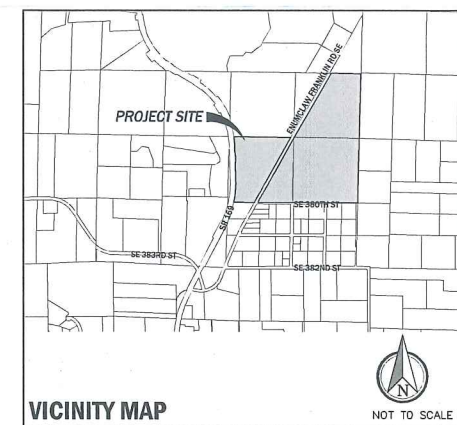 PROJECT SITE
ENUMCLAW FRANKLIN RD SE
SR 169
SE 380TH ST
SE 383RD ST
SE 382ND ST
VICINITY MAP
N
NOT TO SCALE